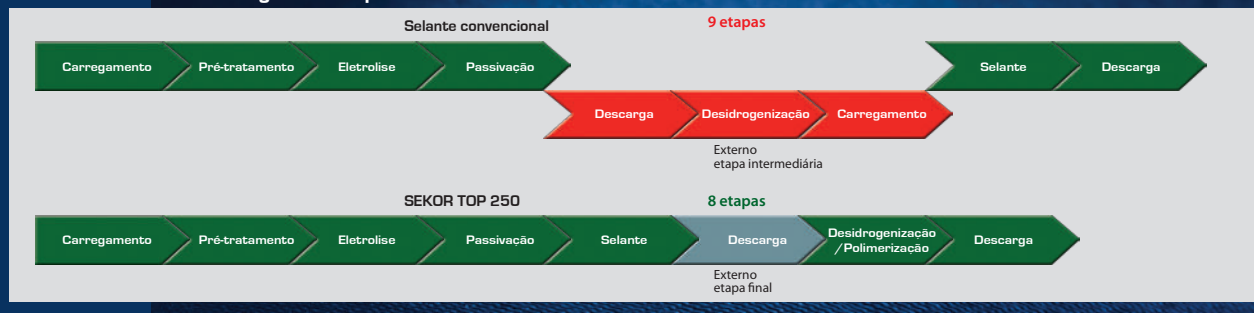 Selante convencional
9 etapas
Carregamento
Pré-tratamento
Eletrolise
Passivação
Selante
Descarga
Descarga
Desidrogenização
Carregamento
Externo
etapa intermediária
SEKOR TOP 250
8 etapas
Carregamento
Pré-tratamento
Eletrolise
Passivação
Selante
Descarga
Desidrogenização
/Polimerização
Descarga
Externo
etapa final